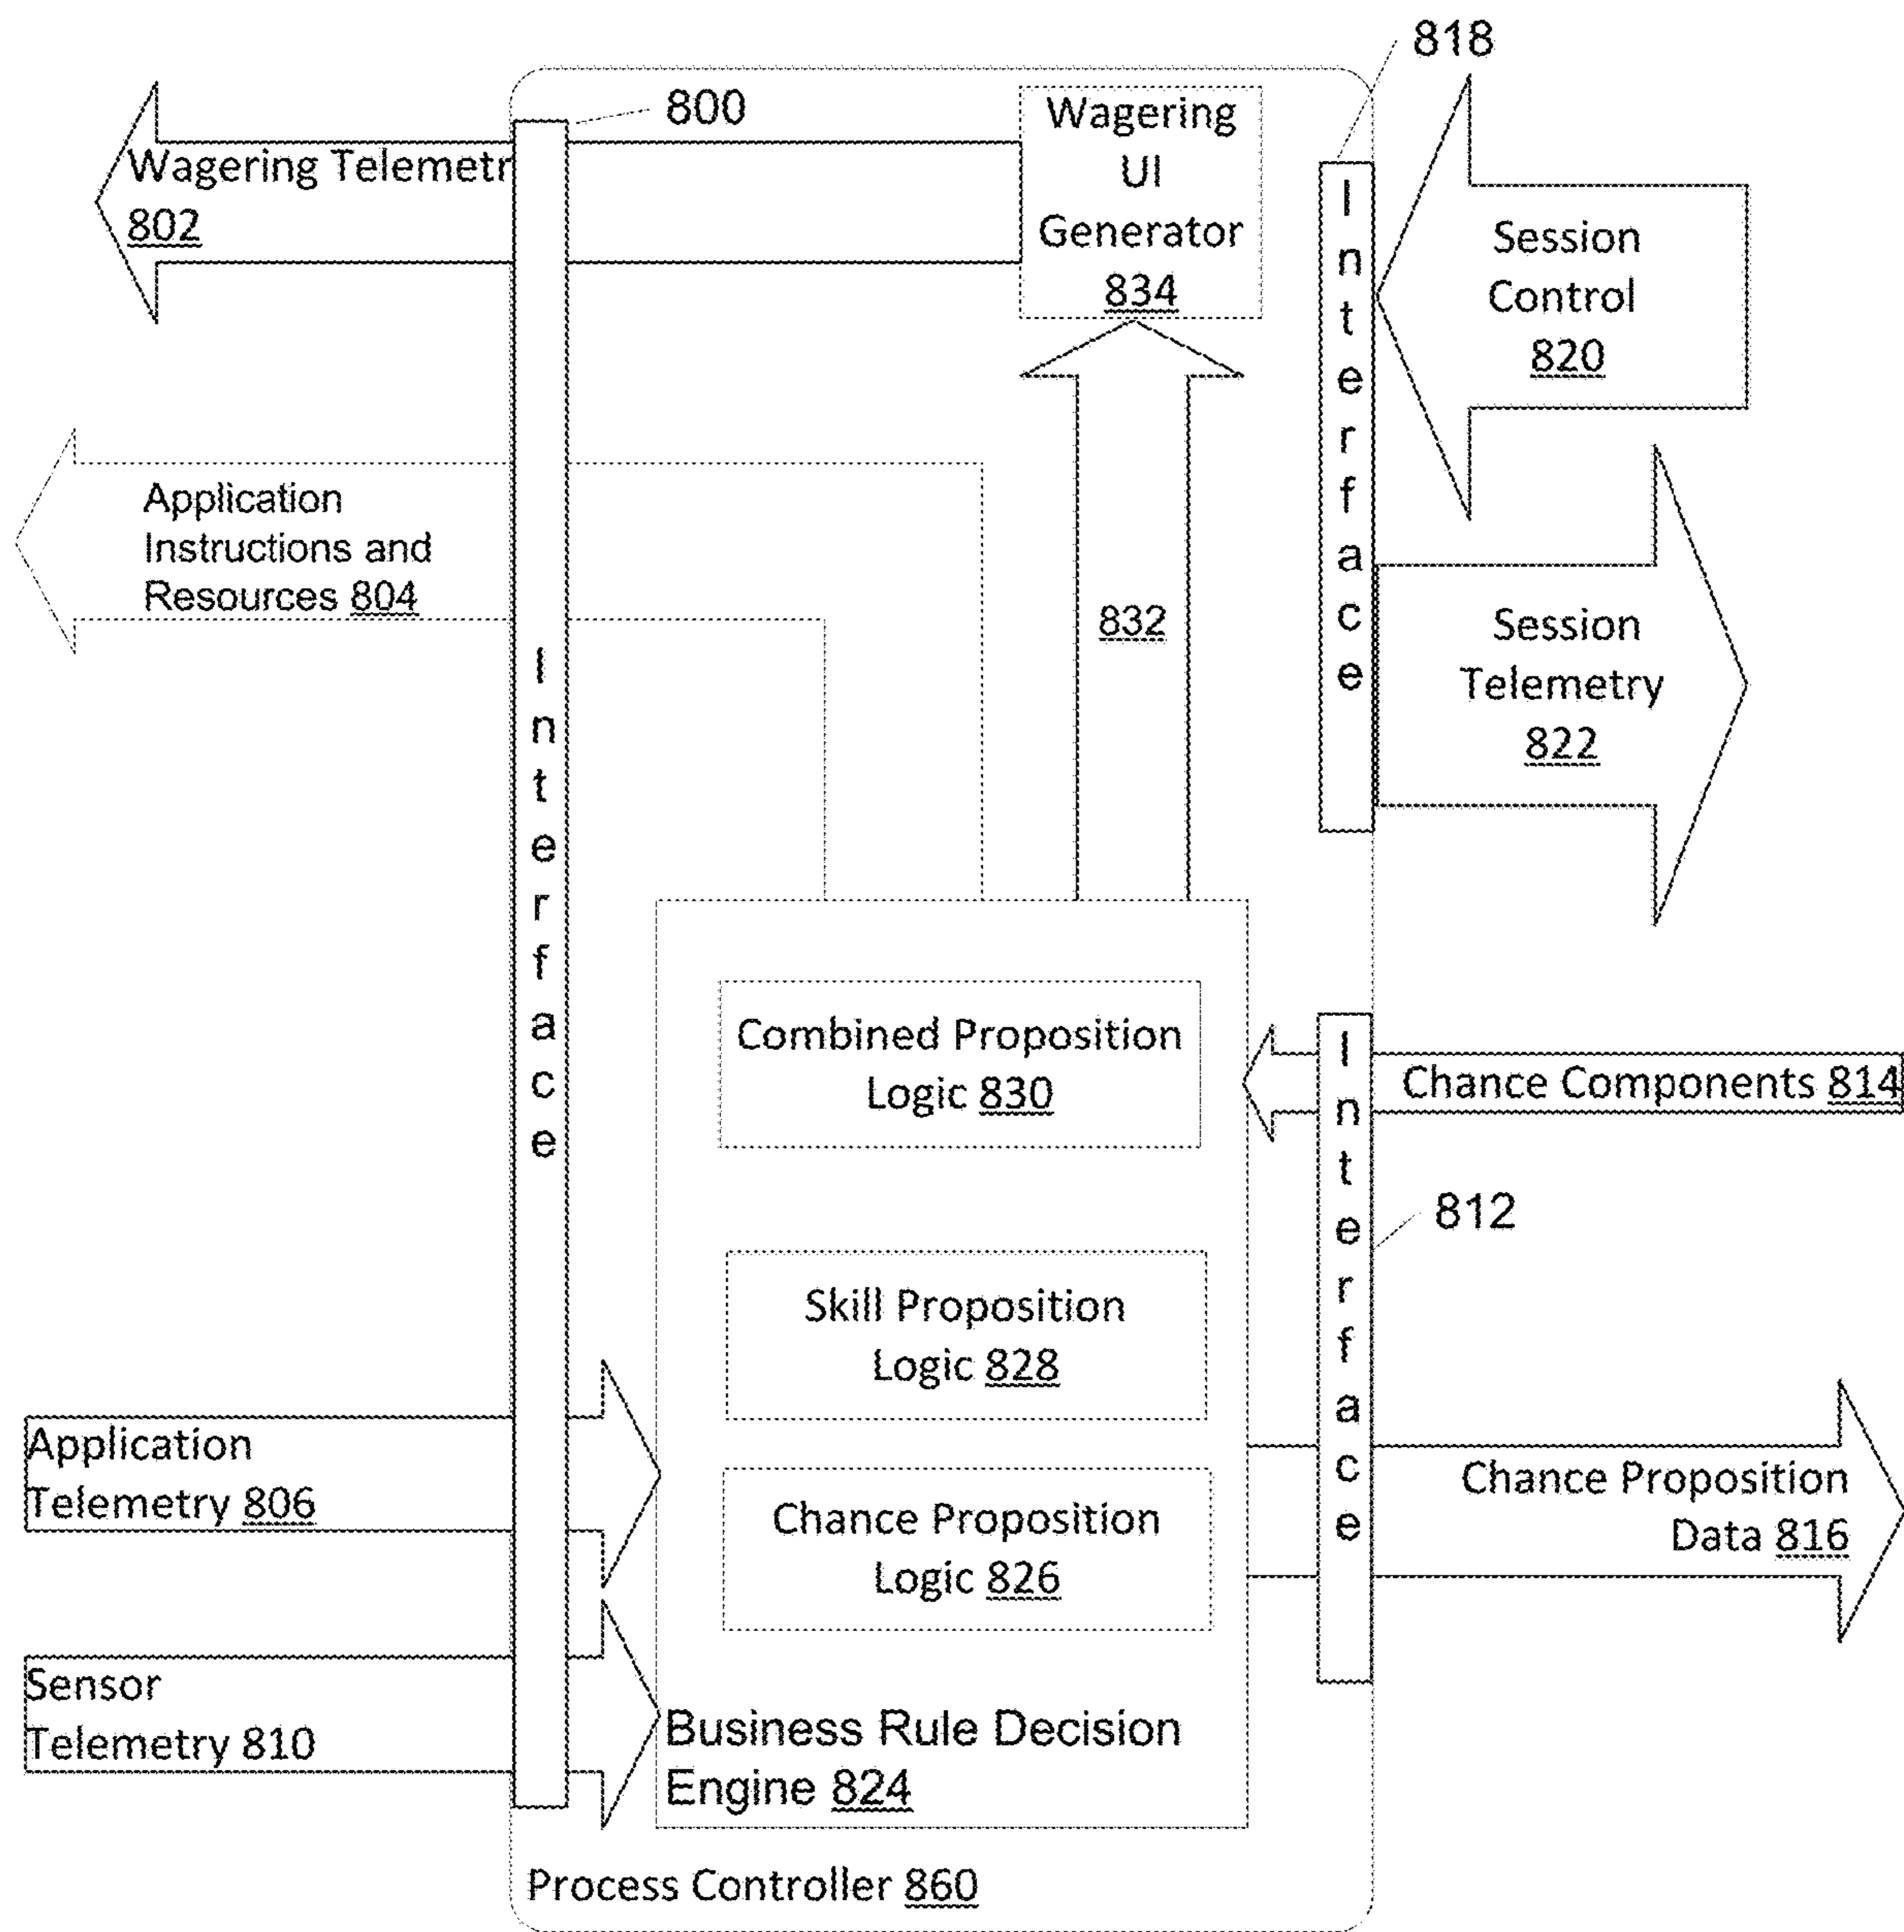 818
800
Wagering
UI
Generator
834
Wagering Telemetr
802
Interface
Session
Control
820
Application
Instructions and
Resources 804
832
Session
Telemetry
822
Interface
Combined Proposition
Logic 830
Interface
Chance Components 814
812
Skill Proposition
Logic 828
Application
Telemetry 806
Chance Proposition
Logic 826
Chance Proposition
Data 816
Sensor
Telemetry 810
Business Rule Decision
Engine 824
Process Controller 860